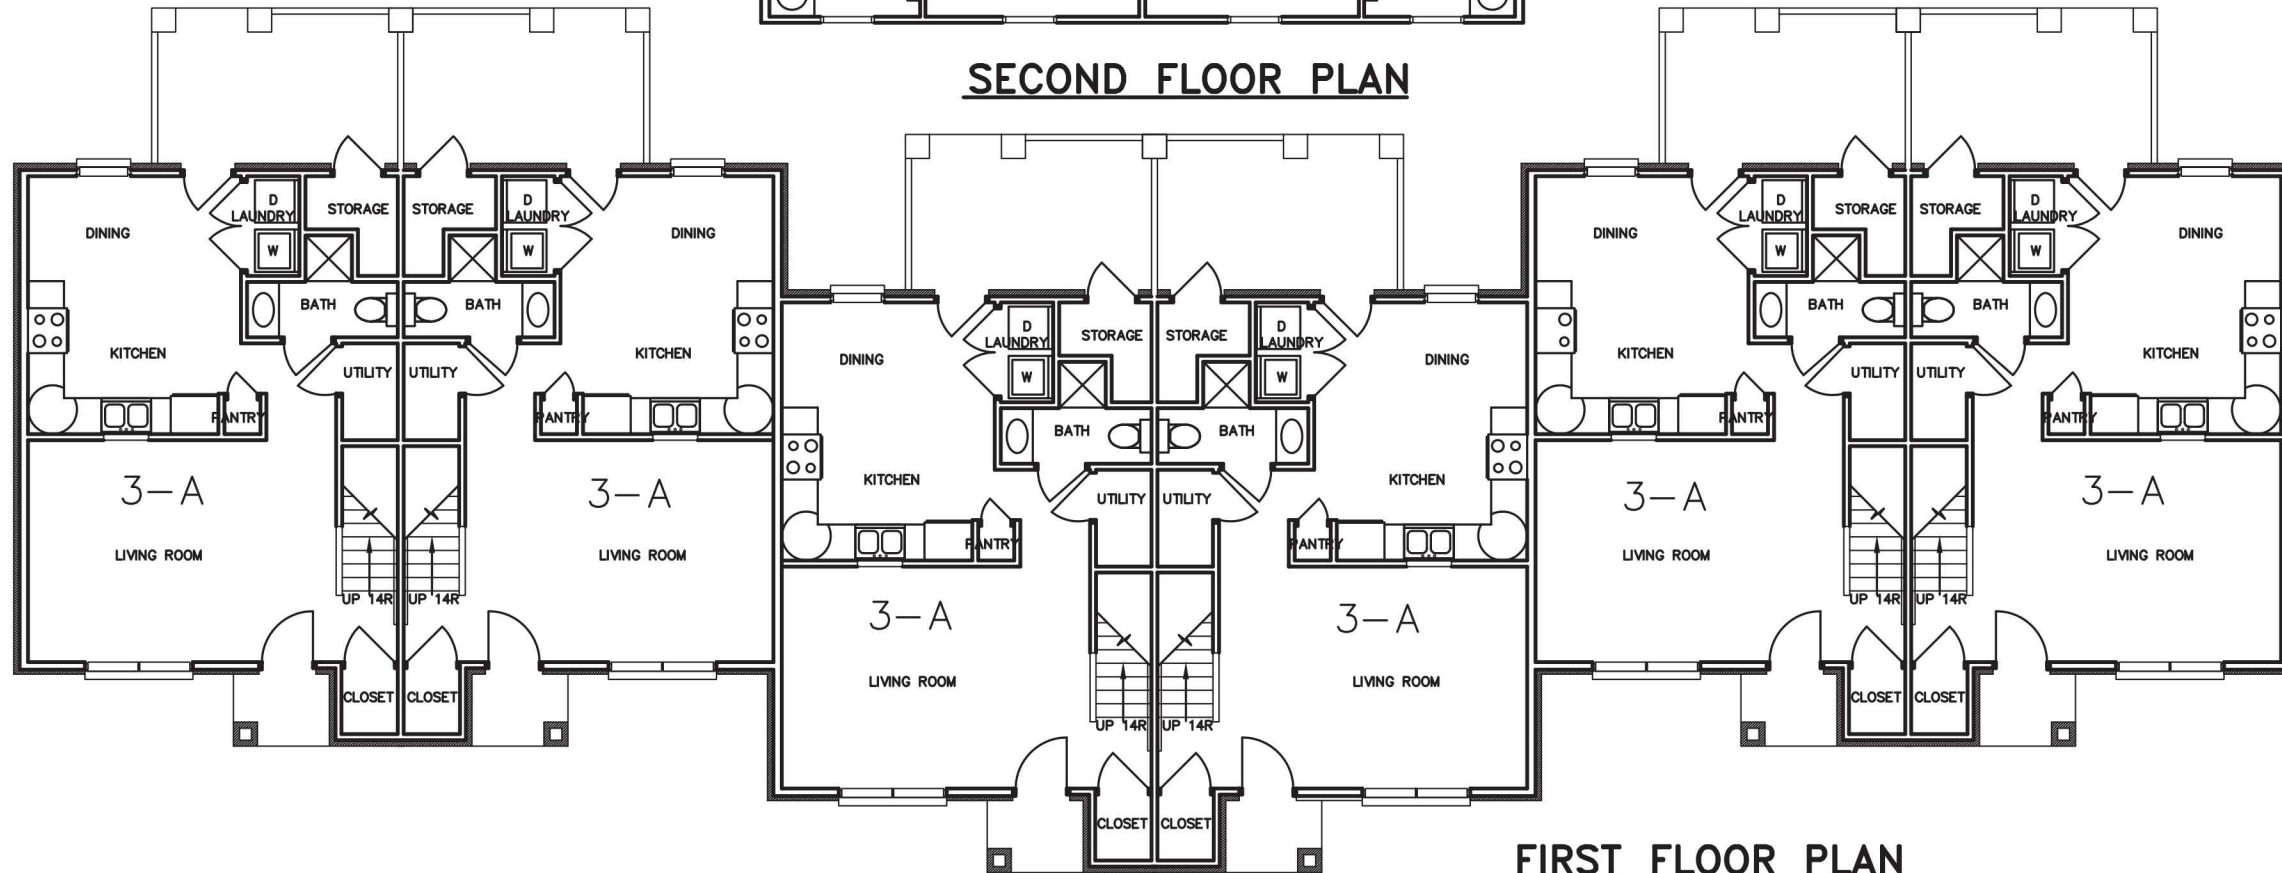 SECOND FLOOR PLAN
D
LAUNDRY
W
STORAGE
STORAGE
D
LAUNDRY
W
DINING
DINING
BATH
BATH
KITCHEN
KITCHEN
UTILITY
UTILITY
PANTRY
PANTRY
3-A
3-A
LIVING ROOM
LIVING ROOM
UP 14R
UP 14R
CLOSET
CLOSET
D
LAUNDRY
W
STORAGE
STORAGE
D
LAUNDRY
W
DINING
DINING
BATH
BATH
KITCHEN
KITCHEN
UTILITY
UTILITY
PANTRY
PANTRY
3-A
3-A
LIVING ROOM
LIVING ROOM
UP 14R
UP 14R
CLOSET
CLOSET
D
LAUNDRY
W
STORAGE
STORAGE
D
LAUNDRY
W
DINING
DINING
BATH
BATH
KITCHEN
KITCHEN
UTILITY
UTILITY
PANTRY
PANTRY
3-A
3-A
LIVING ROOM
LIVING ROOM
UP 14R
UP 14R
CLOSET
CLOSET
FIRST FLOOR PLAN